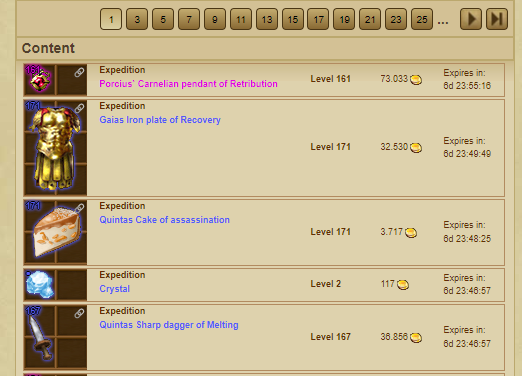 1 3 5 7 9 11 13 15 17 19 21 23 25 ...
Content
161
Expedition
Porcius´ Carnelian pendant of Retribution
Level 161
73.033
Expires in:
6d 23:55:16
171
Expedition
Gaias Iron plate of Recovery
Level 171
32.530
Expires in:
6d 23:49:49
171
Expedition
Quintas Cake of assassination
Level 171
3.717
Expires in:
6d 23:48:25
Expedition
Crystal
Level 2
117
Expires in:
6d 23:46:57
167
Expedition
Quintas Sharp dagger of Melting
Level 167
36.856
Expires in:
6d 23:46:57